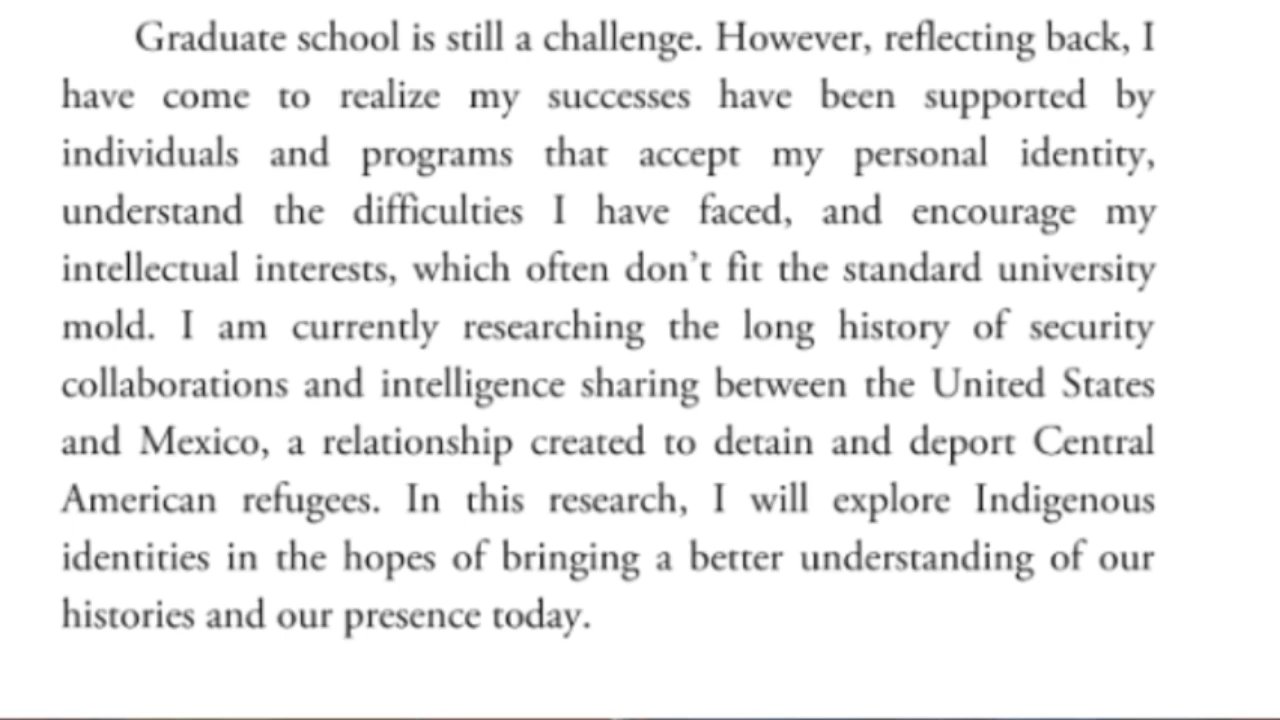 Graduate school is still a challenge. However, reflecting back, I
have come to realize my successes have been supported by
individuals and programs that accept my personal identity,
understand the difficulties I have faced, and encourage my
intellectual interests, which often don’t fit the standard university
mold. I am currently researching the long history of security
collaborations and intelligence sharing between the United States
and Mexico, a relationship created to detain and deport Central
American refugees. In this research, I will explore Indigenous
identities in the hopes of bringing a better understanding of our
histories and our presence today.